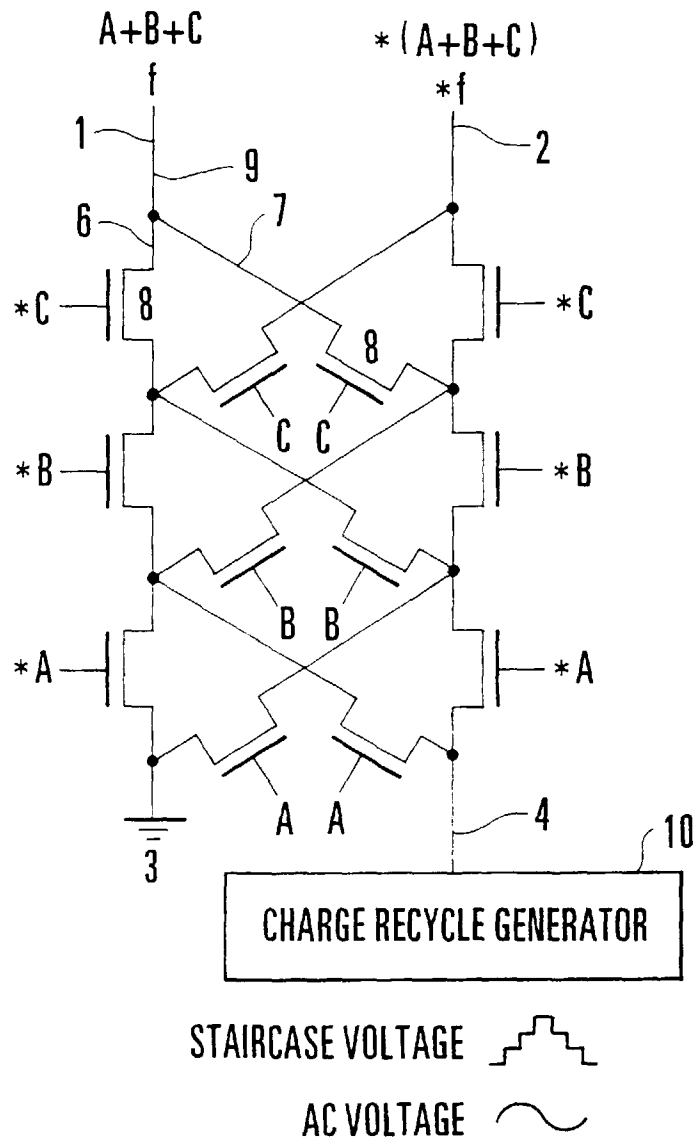 A+B+C
*(A+B+C)
f
*f
1
2
9
7
6
*C
8
*C
8
C
C
*B
*B
B
B
*A
*A
A
A
4
3
10
CHARGE RECYCLE GENERATOR
STAIRCASE VOLTAGE
AC VOLTAGE